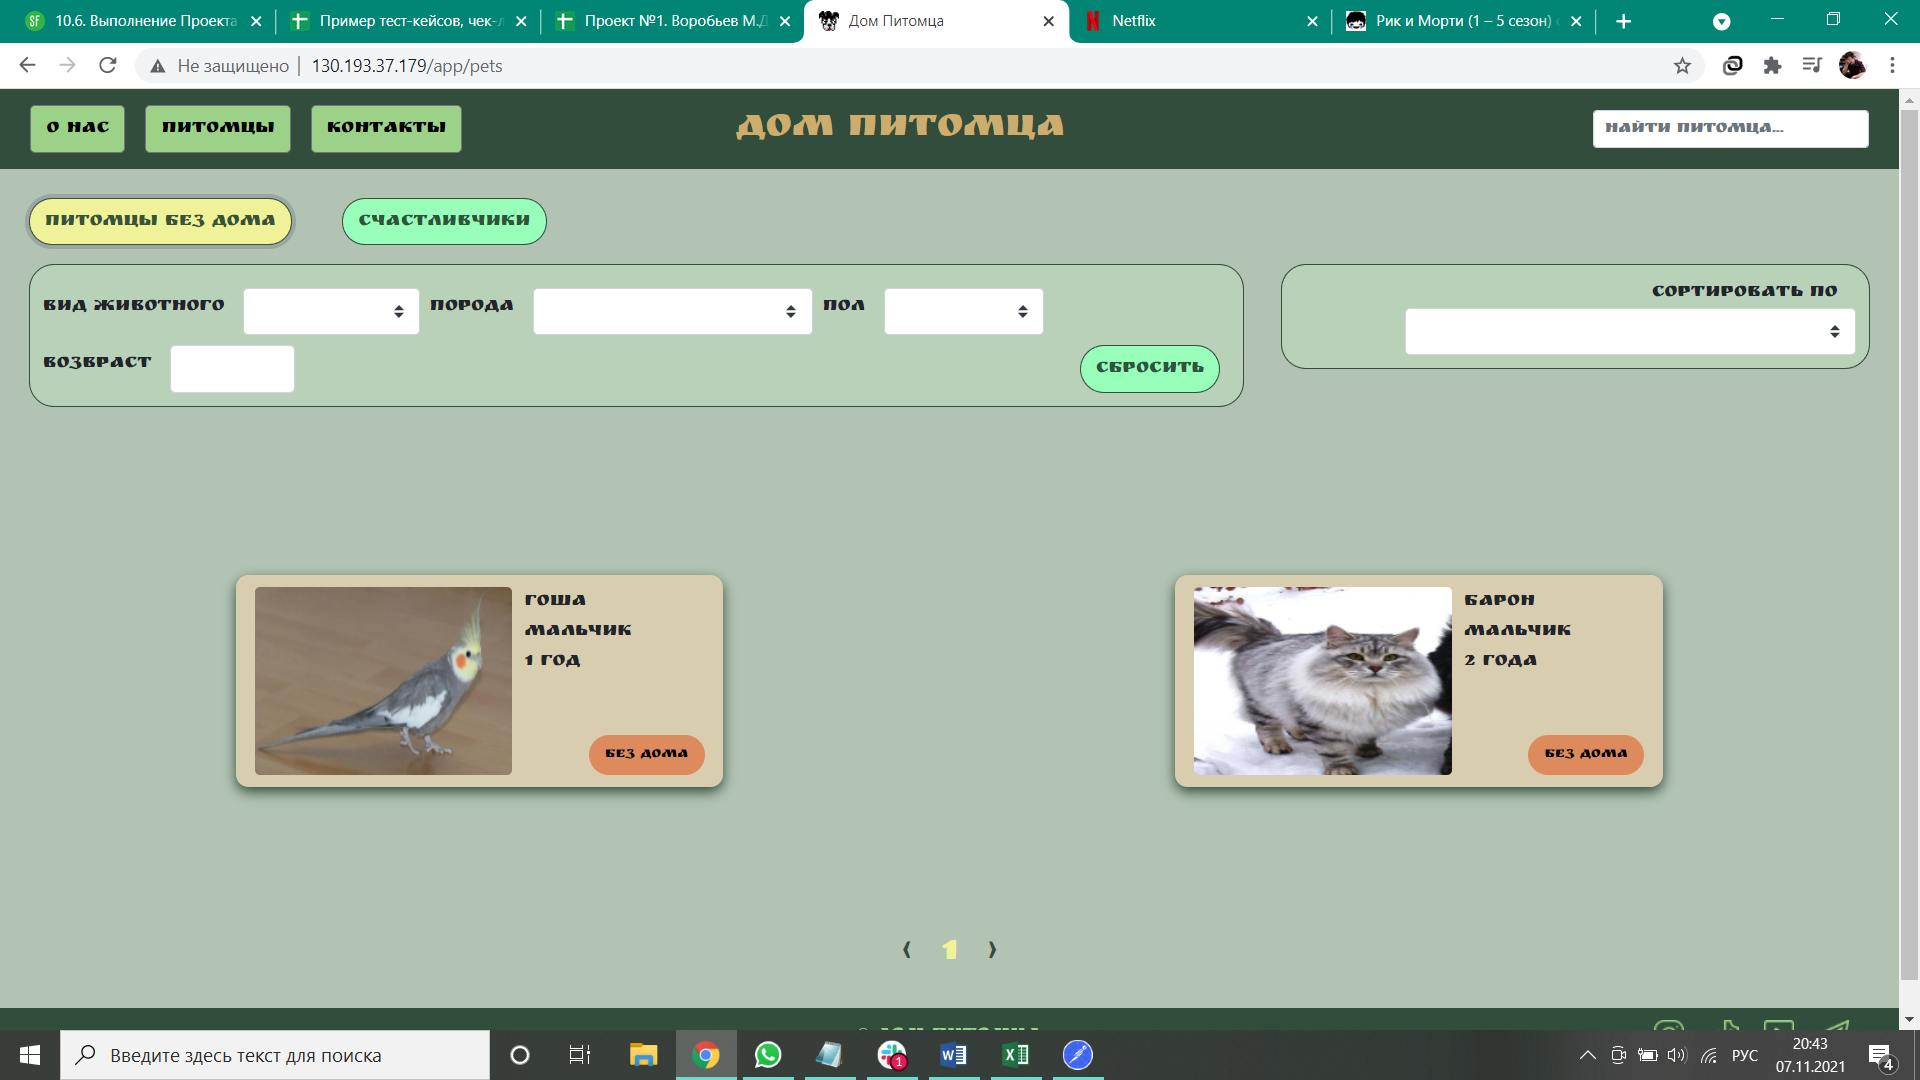 10.6. Выполнение Проекта
Пример тест-кейсов, чек-л
Проект №1. Воробьев М.Д
Дом Питомца
Netflix
Рик и Морти (1 – 5 сезон)
Не защищено
130.193.37.179/app/pets
О НАС
ПИТОМЦЫ
КОНТАКТЫ
ДОМ ПИТОМЦА
НАЙТИ ПИТОМЦА...
ПИТОМЦЫ БЕЗ ДОМА
СЧАСТЛИВЧИКИ
ВИД ЖИВОТНОГО
ПОРОДА
ПОЛ
СОРТИРОВАТЬ ПО
ВОЗВРАСТ
СБРОСИТЬ
ГОША
МАЛЬЧИК
1 ГОД
БЕЗ ДОМА
БАРОН
МАЛЬЧИК
2 ГОДА
БЕЗ ДОМА
‹ 1 ›
Введите здесь текст для поиска
1
РУС
20:43
07.11.2021
4